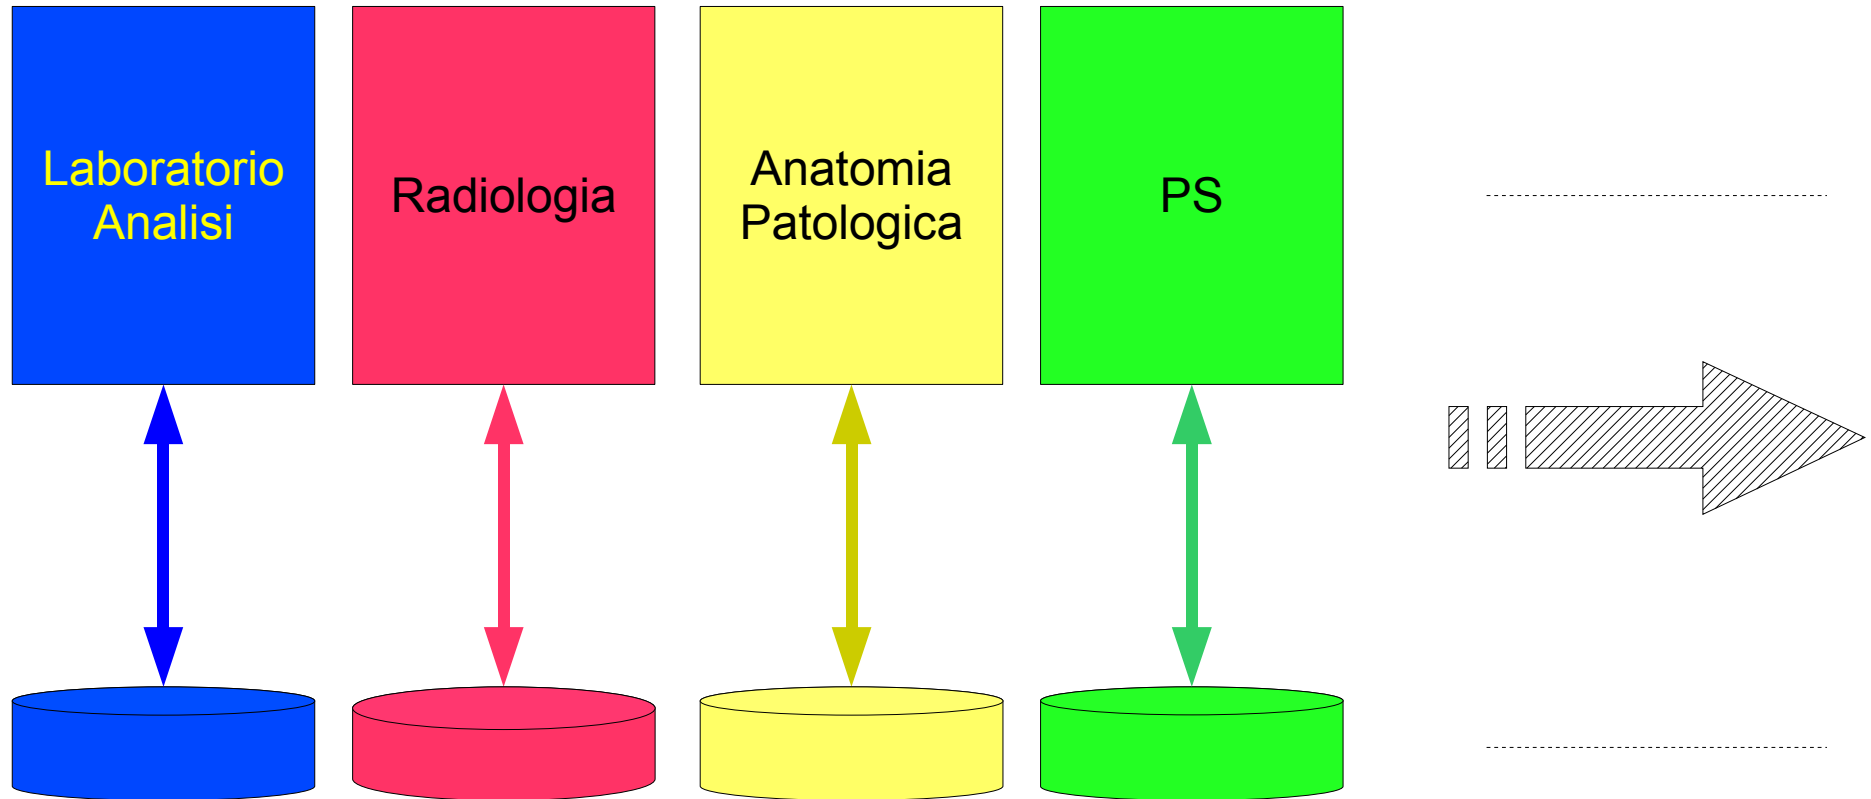 Laboratorio
Analisi
Radiologia
Anatomia
Patologica
PS